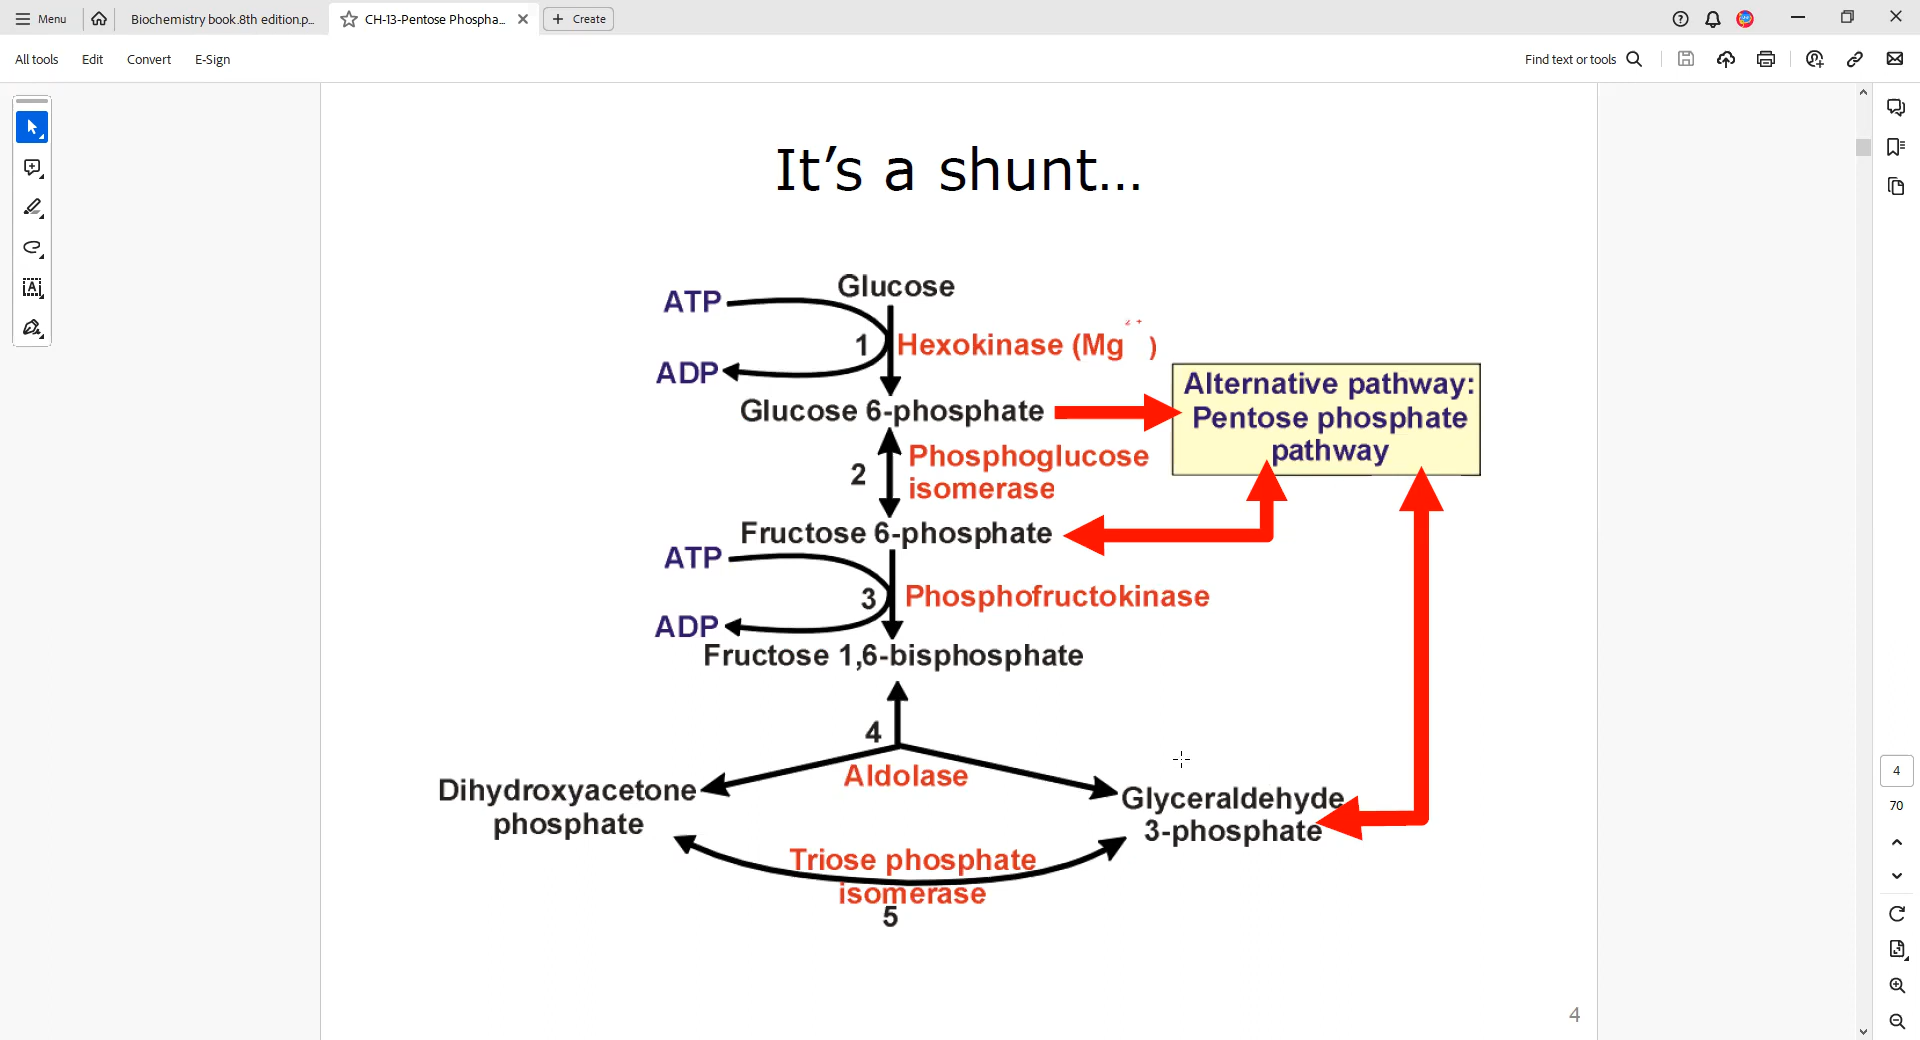 Menu
Biochemistry book.8th edition.p...
CH-13-Pentose Phospha...
Create
All tools
Edit
Convert
E-Sign
Find text or tools
It's a shunt...
Glucose
ATP
1
Hexokinase (Mg2+)
ADP
Alternative pathway:
Pentose phosphate
pathway
Glucose 6-phosphate
2
Phosphoglucose
isomerase
Fructose 6-phosphate
ATP
3
Phosphofructokinase
ADP
Fructose 1,6-bisphosphate
4
Aldolase
Dihydroxyacetone
phosphate
Glyceraldehyde
3-phosphate
Triose phosphate
isomerase
5
4
4
70